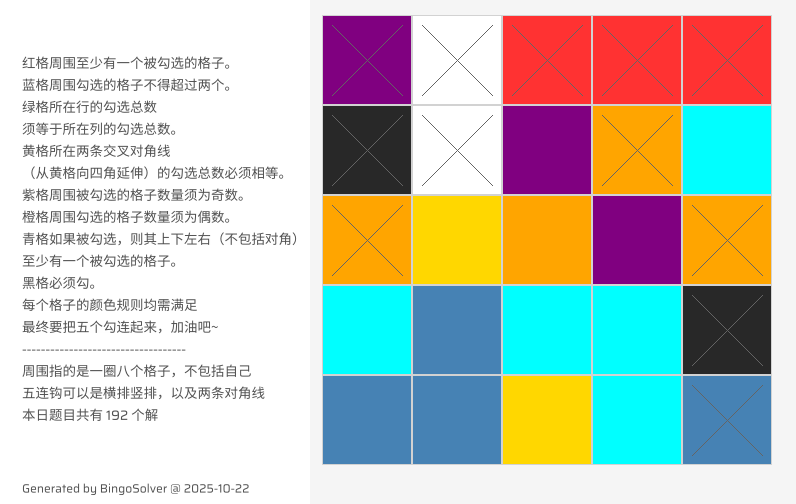 红格周围至少有一个被勾选的格子。
蓝格周围勾选的格子不得超过两个。
绿格所在行的勾选总数
须等于所在列的勾选总数。
黄格所在两条交叉对角线
（从黄格向四角延伸）的勾选总数必须相等。
紫格周围被勾选的格子数量须为奇数。
橙格周围勾选的格子数量须为偶数。
青格如果被勾选，则其上下左右（不包括对角）
至少有一个被勾选的格子。
黑格必须勾。
每个格子的颜色规则均需满足
最终要把五个勾连起来，加油吧~
-----------------------------------
周围指的是一圈八个格子，不包括自己
五连钩可以是横排竖排，以及两条对角线
本日题目共有 192 个解
Generated by BingoSolver @ 2025-10-22